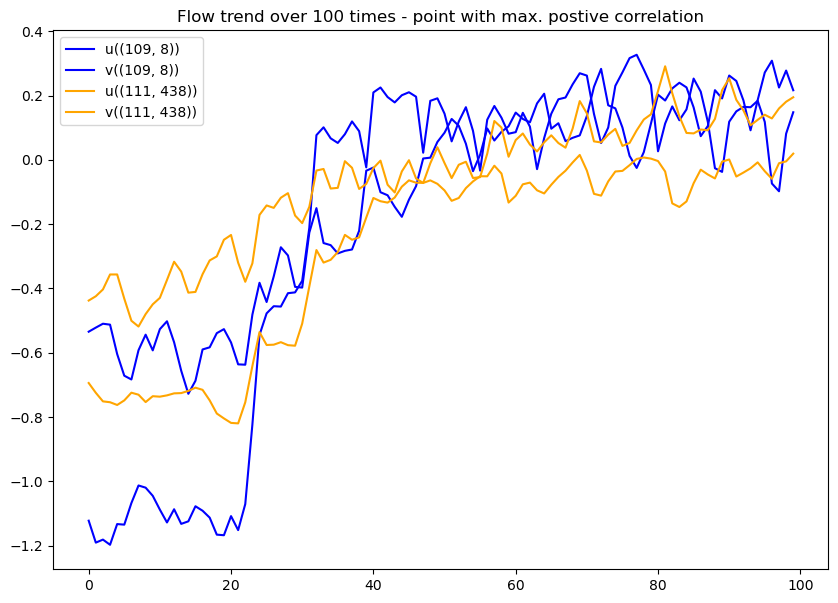 Flow trend over 100 times - point with max. postive correlation
u((109, 8))
v((109, 8))
u((111, 438))
v((111, 438))
0.4
0.2
0.0
−0.2
−0.4
−0.6
−0.8
−1.0
−1.2
0 20 40 60 80 100